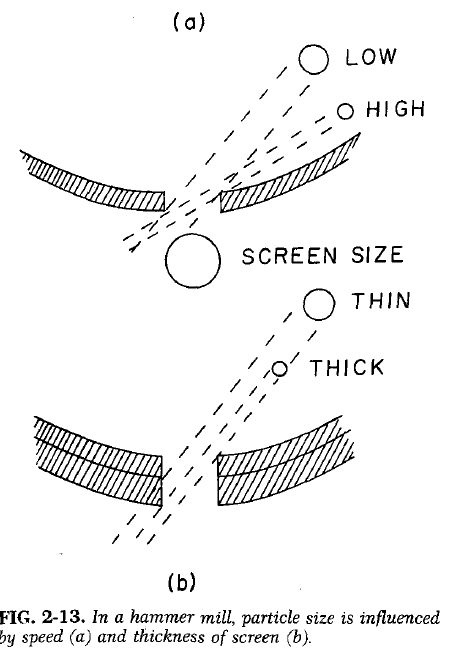 (a)
LOW
HIGH
SCREEN SIZE
THIN
THICK
(b)
FIG. 2-13. In a hammer mill, particle size is influenced
by speed (a) and thickness of screen (b).